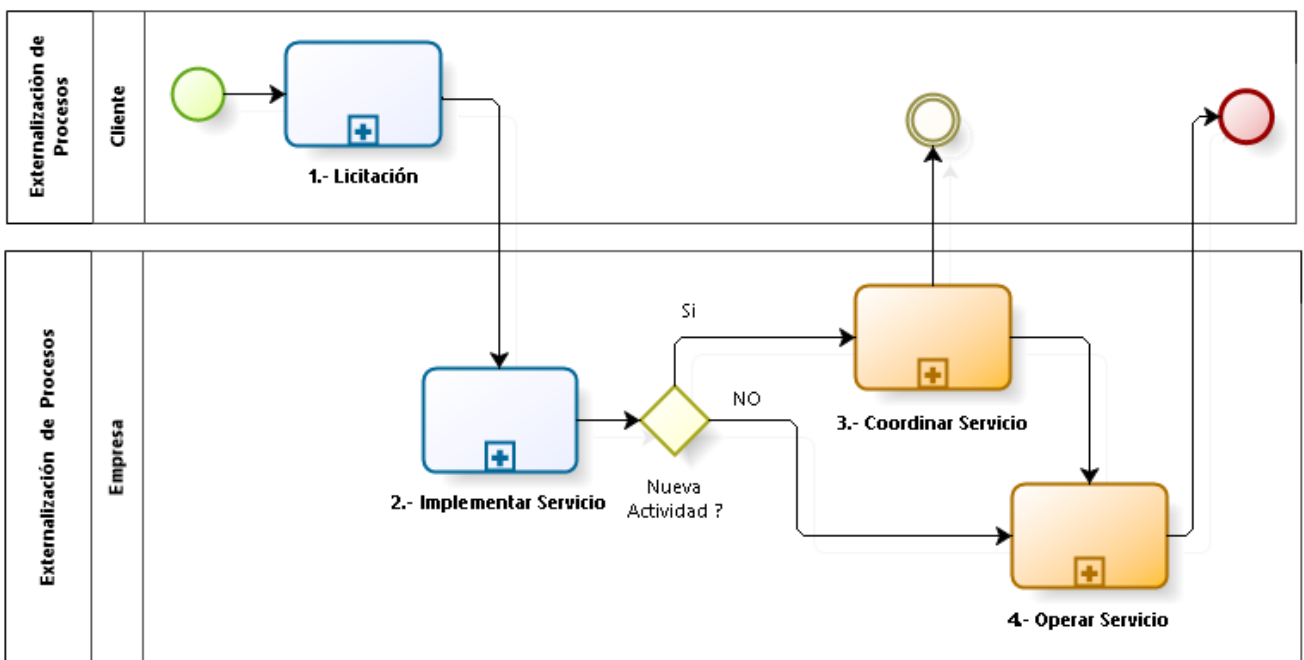 Externalizaciòn de
Procesos
Cliente
1.- Licitación
Externalización de Procesos
Empresa
2.- Implementar Servicio
Nueva
Actividad ?
Si
NO
3.- Coordinar Servicio
4.- Operar Servicio